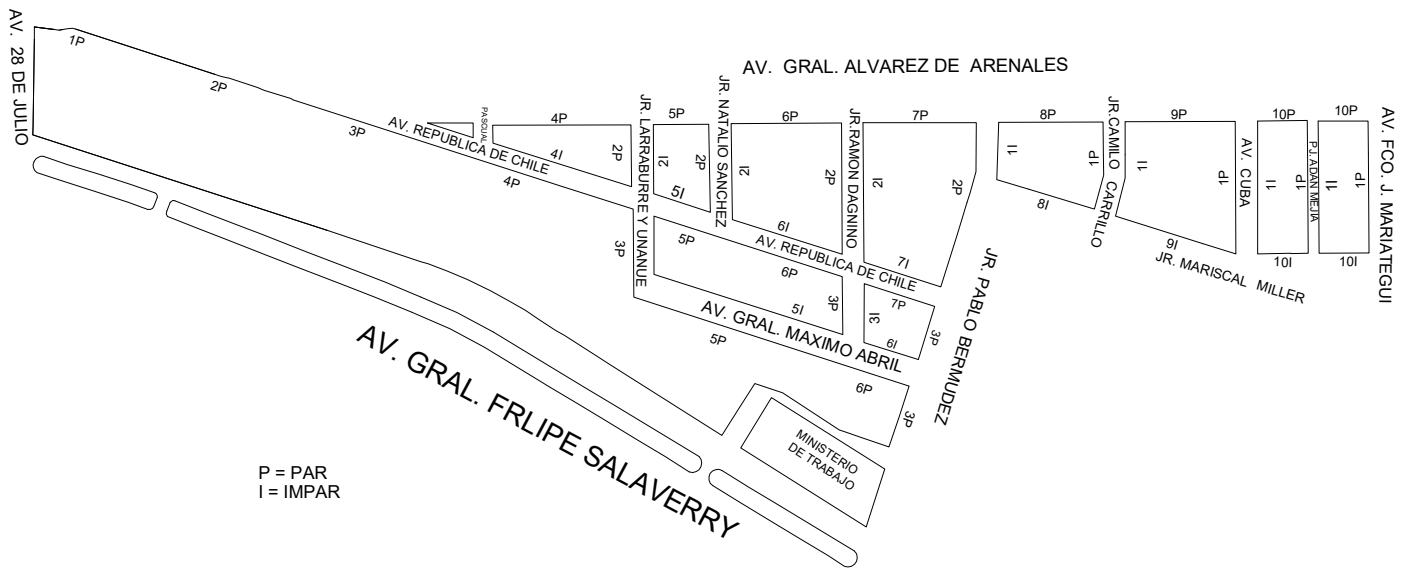 AV. 28 DE JULIO
1P
2P
3P
AV. GRAL. ALVAREZ DE ARENALES
PASCUAL
4P
4I
2P
AV. REPUBLICA DE CHILE
4P
JR. LARRABURRE Y UNANUE
5P
2I
2P
5I
JR. NATALIO SANCHEZ
6P
2I
2P
6I
JR.RAMON DAGNINO
7P
2I
2P
7I
AV. REPUBLICA DE CHILE
8P
1I
1P
8I
JR.CAMILO CARRILLO
9P
1I
1P
9I
AV. CUBA
10P
1I
1P
10I
PJ. ADAN MEJIA
10P
1I
1P
10I
AV. FCO. J. MARIATEGUI
JR. MARISCAL MILLER
3P
5P
6P
5I
3P
7P
3I
3P
6I
JR. PABLO BERMUDEZ
AV. GRAL. MAXIMO ABRIL
5P
6P
3P
AV. GRAL. FRLIPE SALAVERRY
MINISTERIO
DE TRABAJO
P = PAR
I = IMPAR